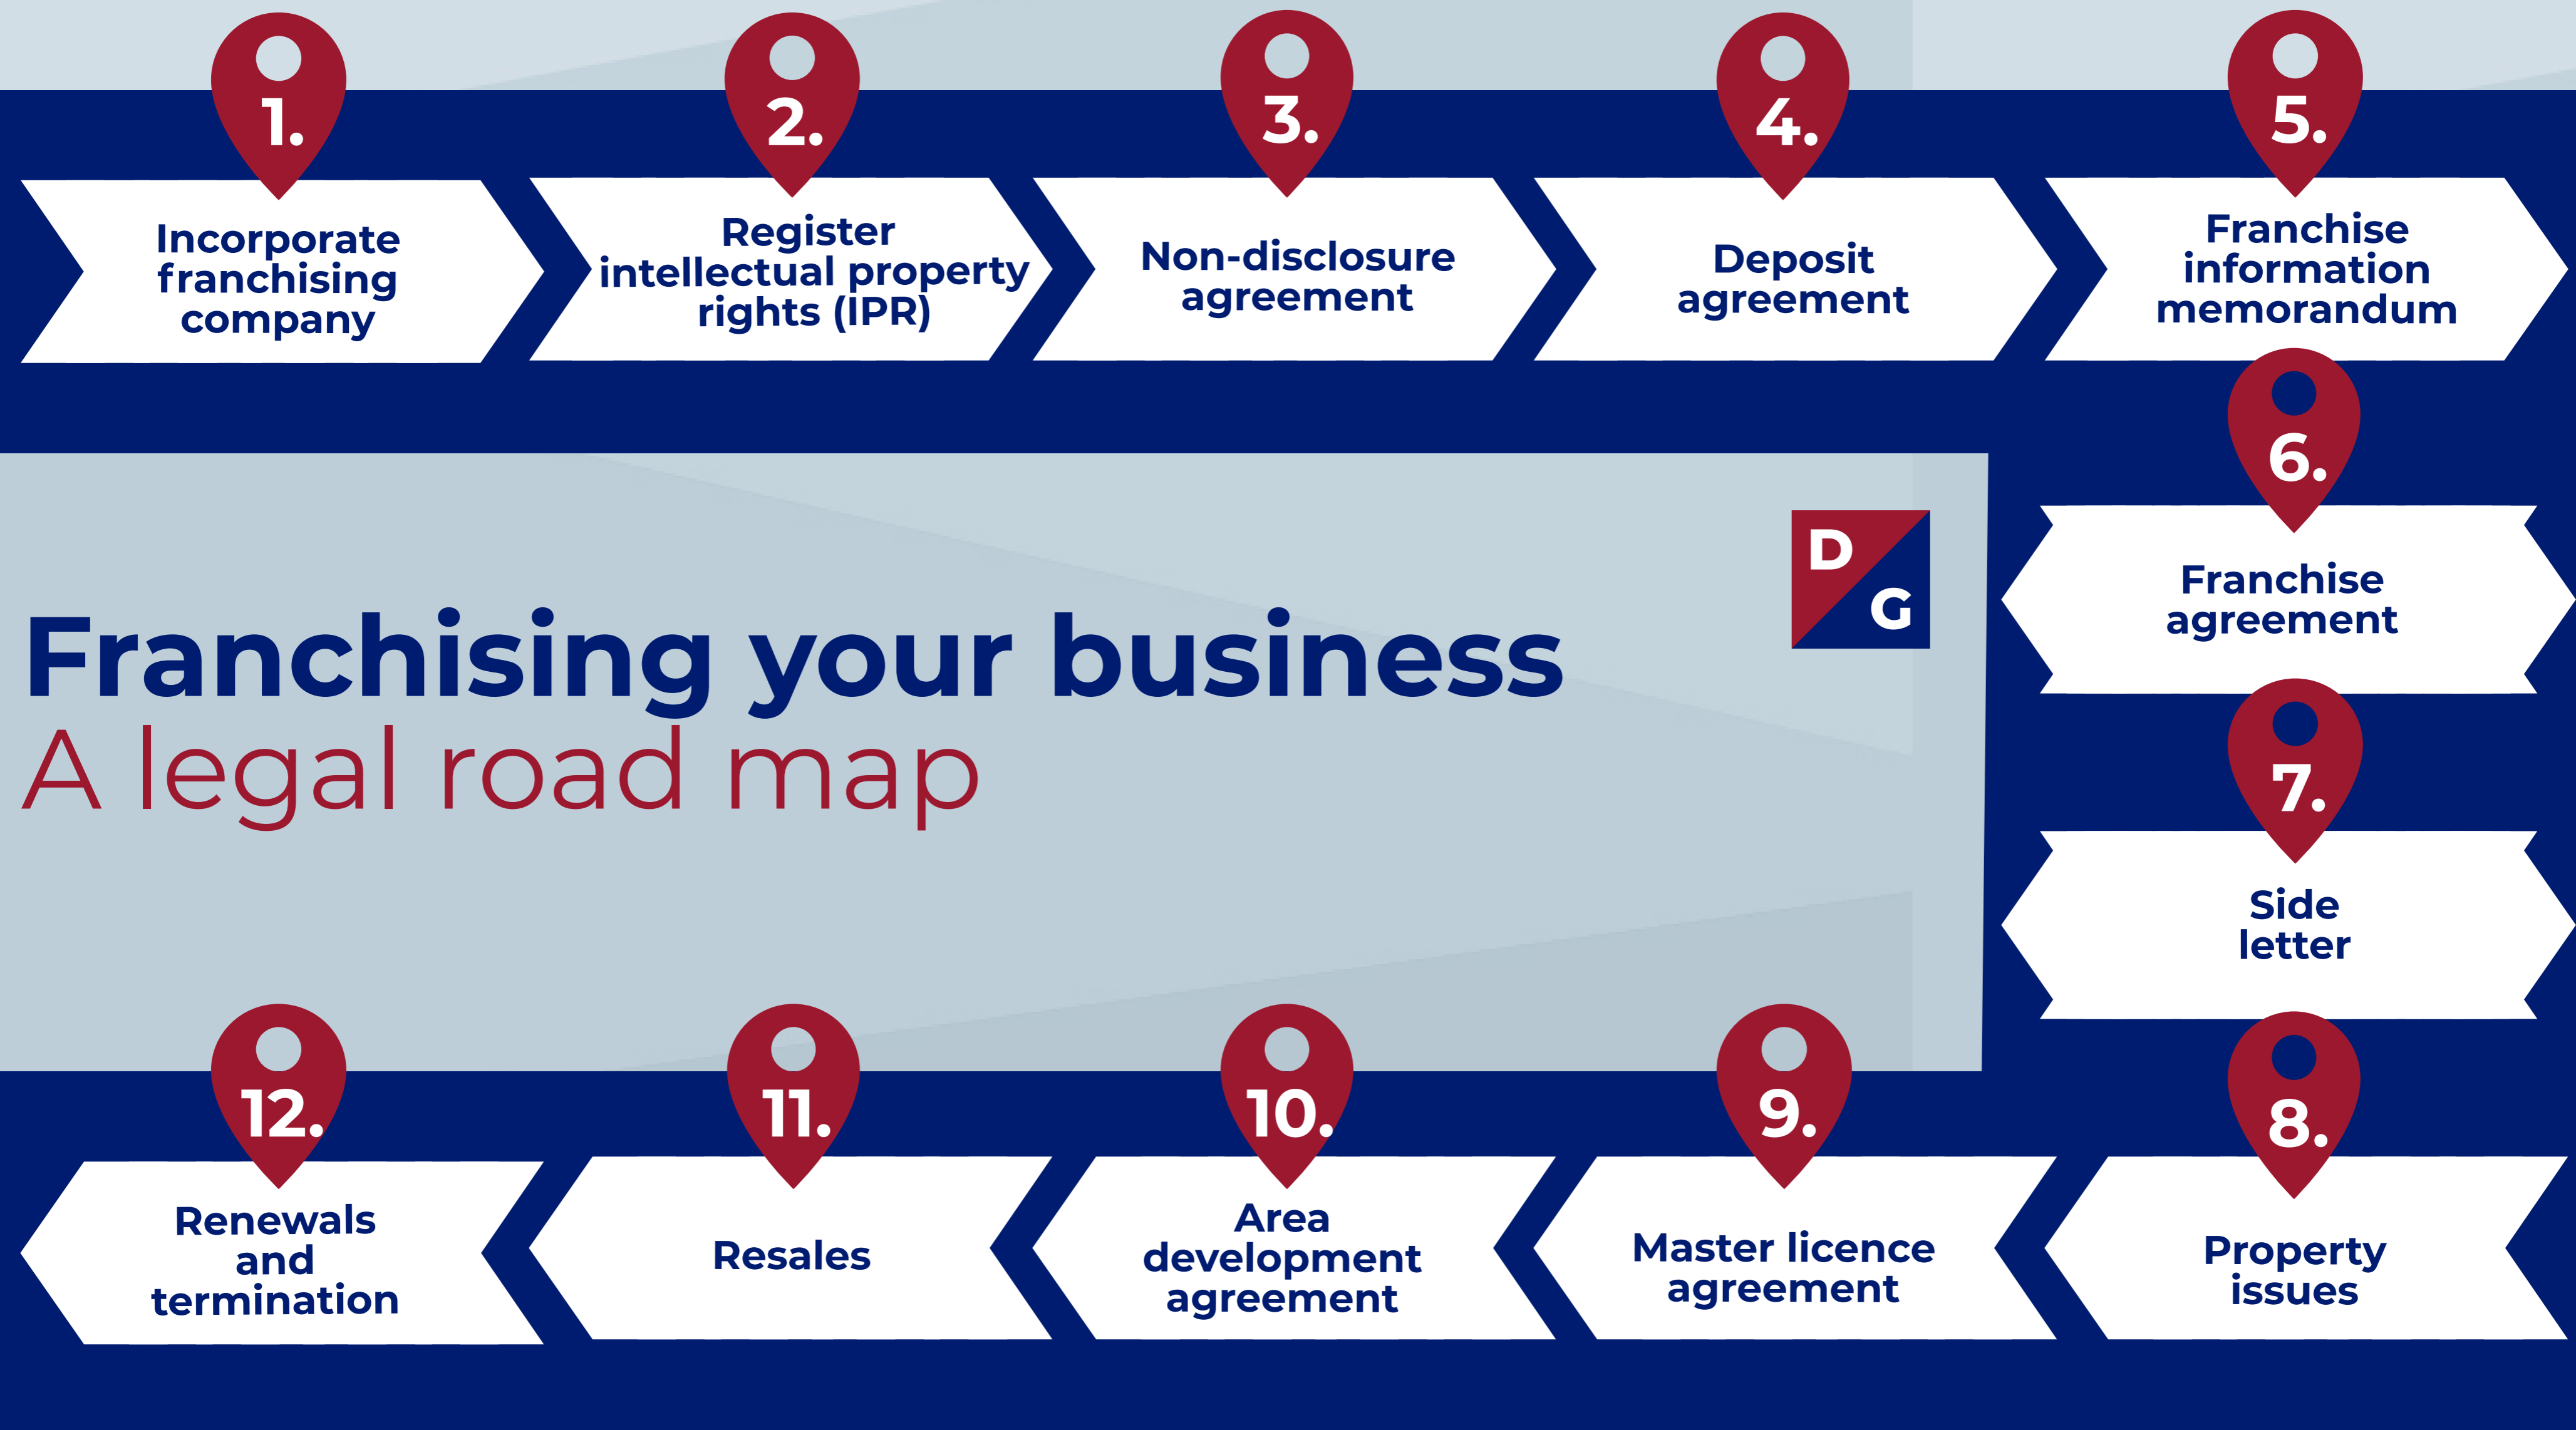 1.
Incorporate
franchising
company
2.
Register
intellectual property
rights (IPR)
3.
Non-disclosure
agreement
4.
Deposit
agreement
5.
Franchise
information
memorandum
6.
Franchise
agreement
7.
Side
letter
8.
Property
issues
9.
Master licence
agreement
10.
Area
development
agreement
11.
Resales
12.
Renewals
and
termination
Franchising your business
A legal road map
D
G